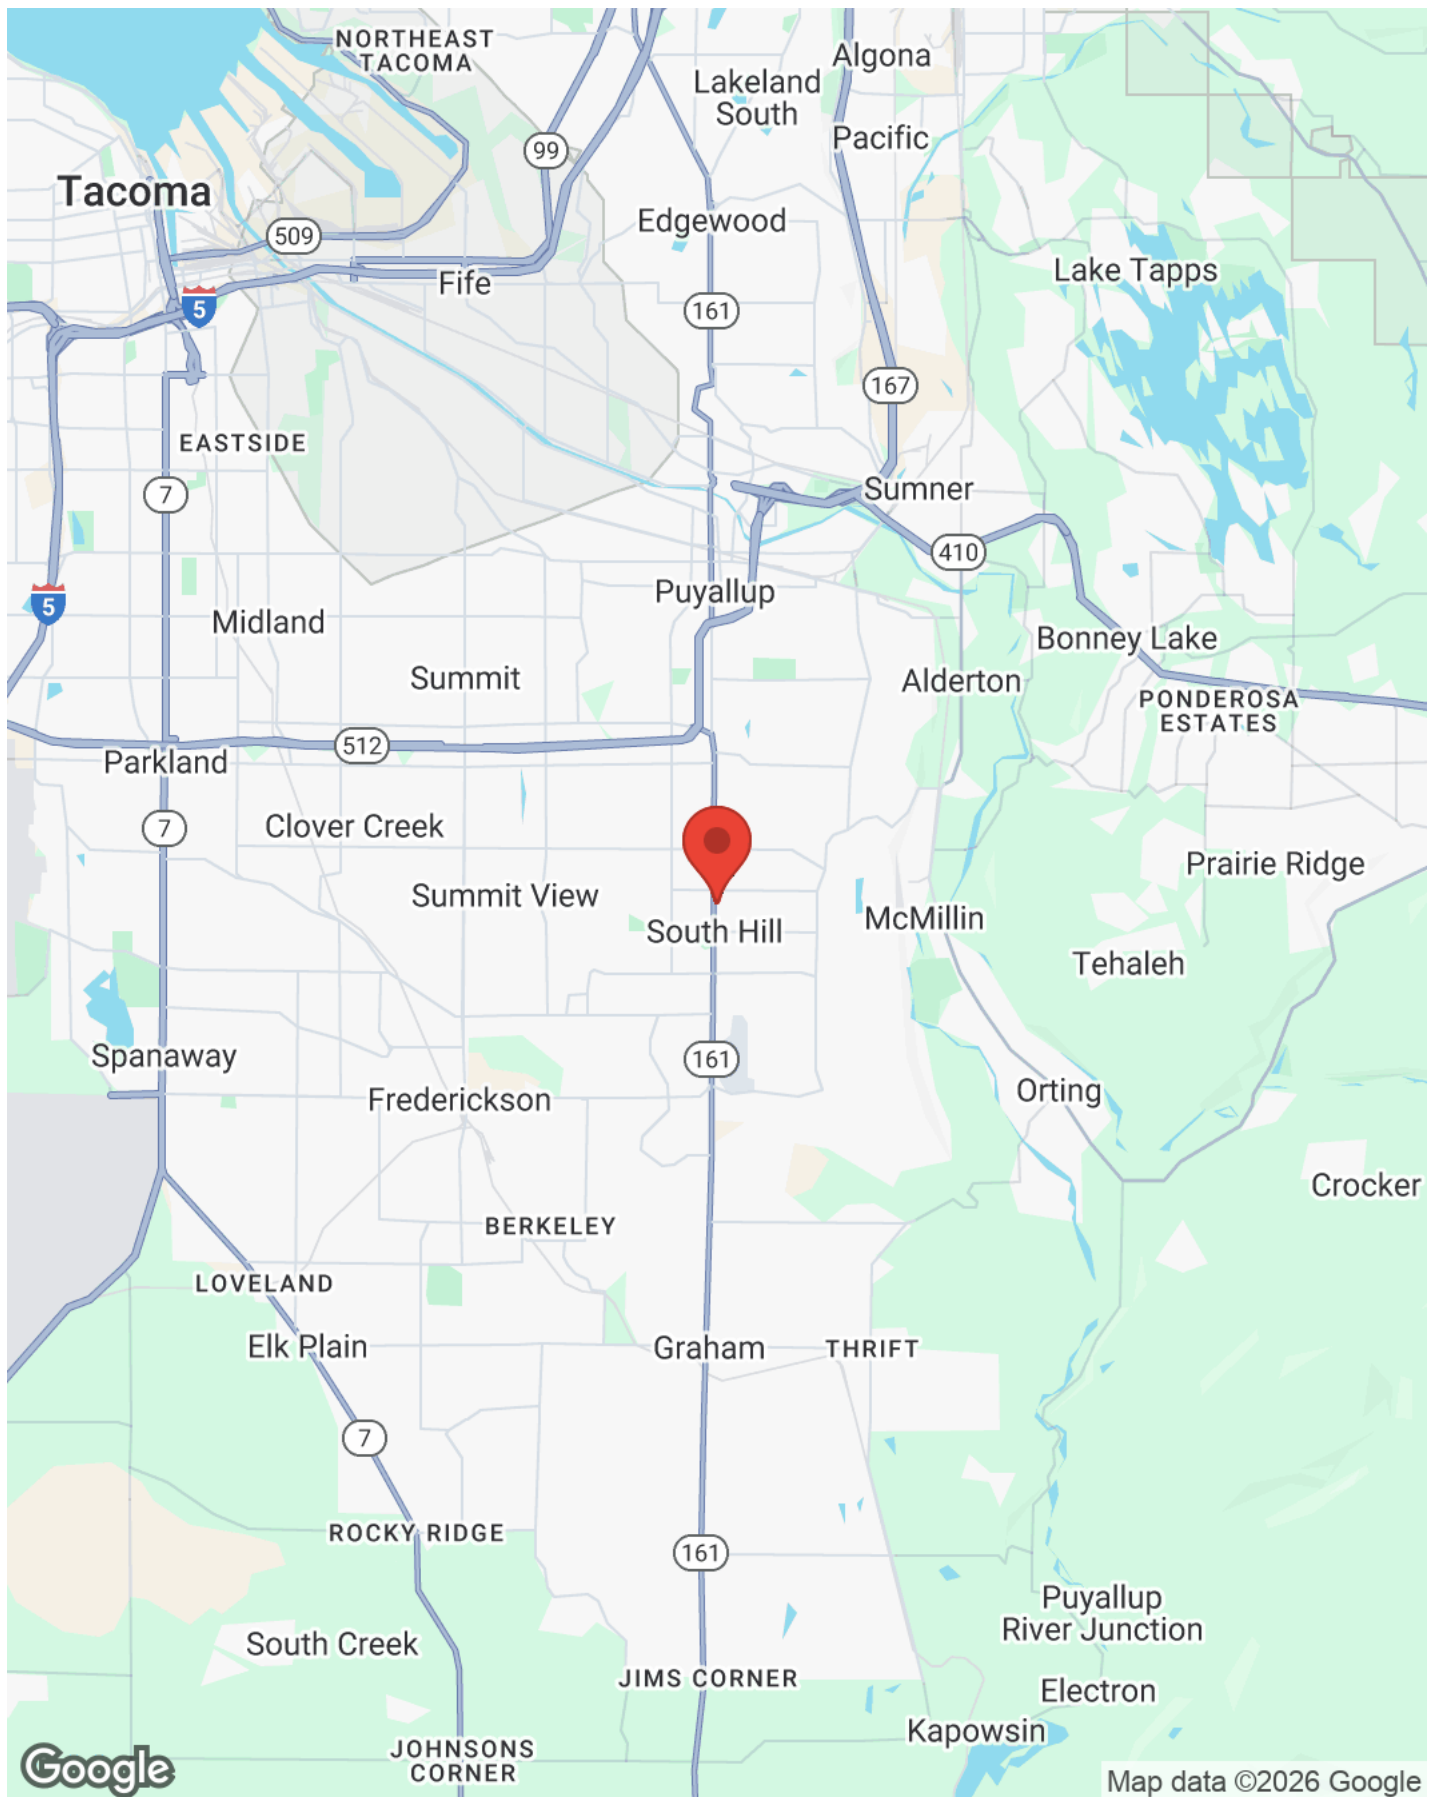 NORTHEAST
TACOMA
Algona
Lakeland
South
Pacific
99
Tacoma
Edgewood
509
Lake Tapps
Fife
5
161
167
EASTSIDE
7
Sumner
410
Puyallup
5
Midland
Bonney Lake
Summit
Alderton
PONDEROSA
ESTATES
512
Parkland
7
Clover Creek
Prairie Ridge
Summit View
McMillin
South Hill
Tehaleh
Spanaway
161
Orting
Frederickson
Crocker
BERKELEY
LOVELAND
Elk Plain
Graham
THRIFT
7
ROCKY RIDGE
161
Puyallup
River Junction
South Creek
JIMS CORNER
Electron
Kapowsin
JOHNSONS
CORNER
Google
Map data ©2026 Google